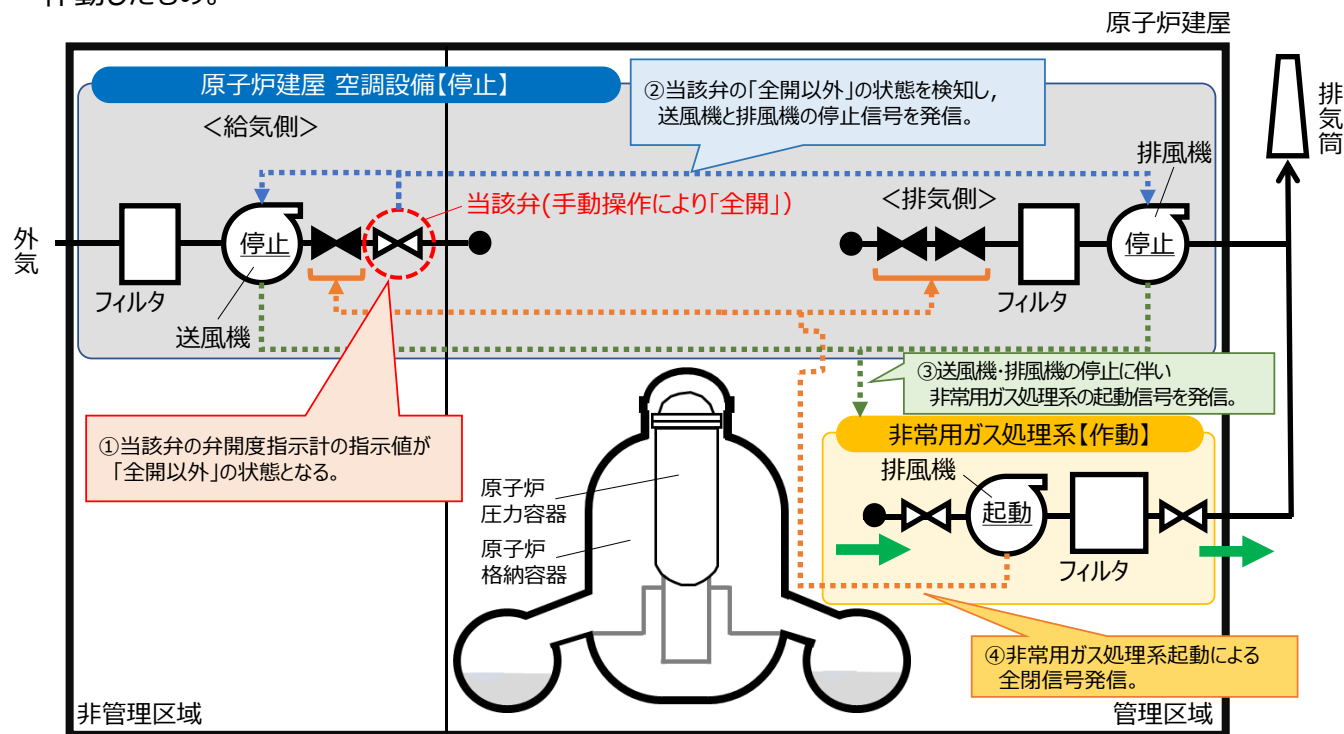 作動したもの。
原子炉建屋
原子炉建屋 空調設備【停止】
②当該弁の「全開以外」の状態を検知し,
送風機と排風機の停止信号を発信。
排気筒
＜給気側＞
排風機
当該弁(手動操作により「全開」)
＜排気側＞
外気
停止
停止
フィルタ
フィルタ
送風機
③送風機・排風機の停止に伴い
非常用ガス処理系の起動信号を発信。
①当該弁の弁開度指示計の指示値が
「全開以外」の状態となる。
非常用ガス処理系【作動】
排風機
原子炉
圧力容器
起動
原子炉
格納容器
フィルタ
④非常用ガス処理系起動による
全閉信号発信。
非管理区域
管理区域